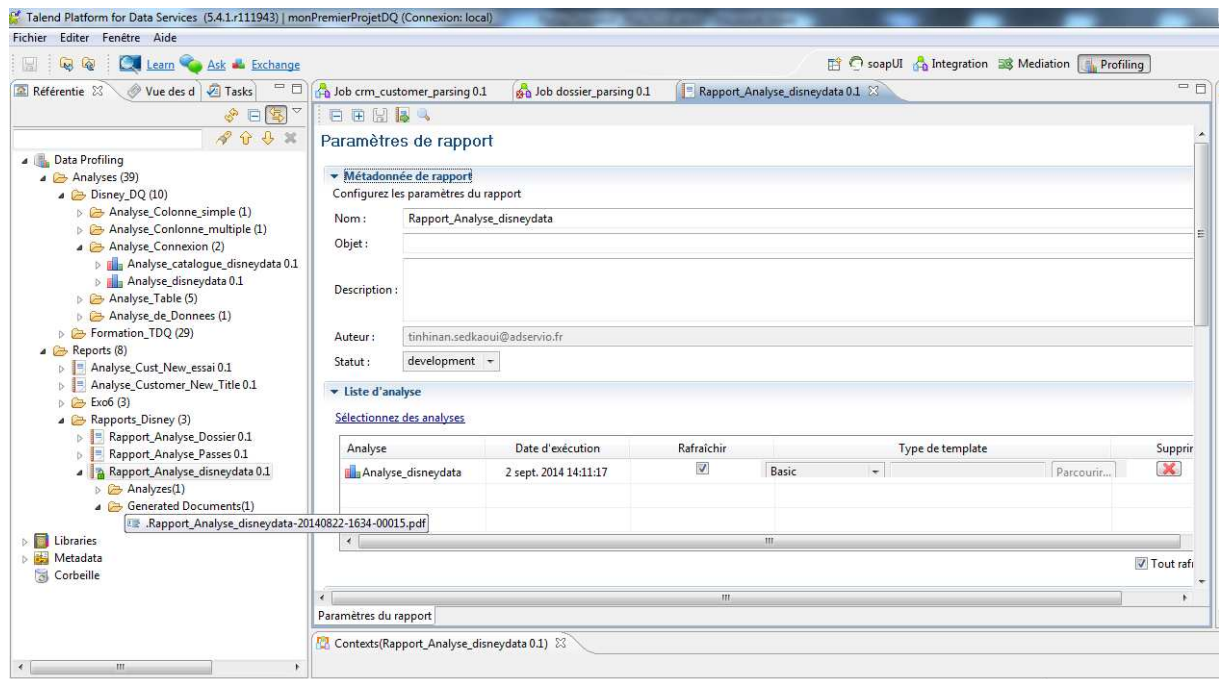 Talend Platform for Data Services (5.4.1.r111943) | monPremierProjetDQ (Connexion: local)
Fichier Editer Fenêtre Aide
Learn Ask Exchange
soapUI Integration Mediation Profiling
Référentie Vue des d Tasks
Job crm_customer_parsing 0.1 Job dossier_parsing 0.1 Rapport_Analyse_disneydata 0.1
Data Profiling
Analyses (39)
Disney_DQ (10)
Analyse_Colonne_simple (1)
Analyse_Conlonne_multiple (1)
Analyse_Connexion (2)
Analyse_catalogue_disneydata 0.1
Analyse_disneydata 0.1
Analyse_Table (5)
Analyse_de_Donnees (1)
Formation_TDQ (29)
Reports (8)
Analyse_Cust_New_essai 0.1
Analyse_Customer_New_Title 0.1
Exo6 (3)
Rapports_Disney (3)
Rapport_Analyse_Dossier 0.1
Rapport_Analyse_Passes 0.1
Rapport_Analyse_disneydata 0.1
Analyzes(1)
Generated Documents(1)
.Rapport_Analyse_disneydata-20140822-1634-00015.pdf
Libraries
Metadata
Corbeille
Paramètres de rapport
Métadonnée de rapport
Configurez les paramètres du rapport
Nom : Rapport_Analyse_disneydata
Objet :
Description :
Auteur : tinhinan.sedkaoui@adservio.fr
Statut : development
Liste d'analyse
Sélectionnez des analyses
Analyse Date d'exécution Rafraîchir Type de template Supprir
Analyse_disneydata 2 sept. 2014 14:11:17 Basic Parcourir...
Tout rafi
Paramètres du rapport
Contexts(Rapport_Analyse_disneydata 0.1)